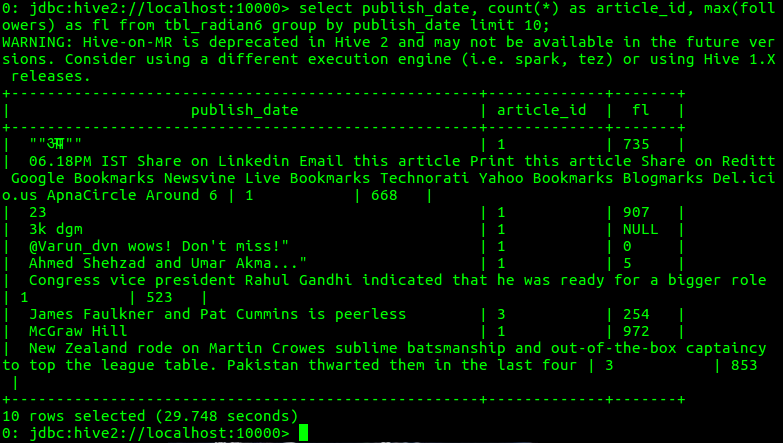 0: jdbc:hive2://localhost:10000> select publish_date, count(*) as article_id, max(foll
owers) as fl from tbl_radian6 group by publish_date limit 10;
WARNING: Hive-on-MR is deprecated in Hive 2 and may not be available in the future ver
sions. Consider using a different execution engine (i.e. spark, tez) or using Hive 1.X
 releases.
+----------------------------------------------------+-------------+-------+
| publish_date | article_id | fl |
+----------------------------------------------------+-------------+-------+
| 1 | 735 |
| 06.18PM IST Share on Linkedin Email this article Print this article Share on Reditt
 Google Bookmarks Newsvine Live Bookmarks Technorati Yahoo Bookmarks Blogmarks Del.ici
o.us ApnaCircle Around 6 | 1 | 668 |
| 23 | 1 | 907 |
| 3k dgm | 1 | NULL |
| @Varun_dvn wows! Don't miss!" | 1 | 0 |
| Ahmed Shehzad and Umar Akma..." | 1 | 5 |
| Congress vice president Rahul Gandhi indicated that he was ready for a bigger role
| 1 | 523 |
| James Faulkner and Pat Cummins is peerless | 3 | 254 |
| McGraw Hill | 1 | 972 |
| New Zealand rode on Martin Crowes sublime batsmanship and out-of-the-box captaincy
to top the league table. Pakistan thwarted them in the last four | 3 | 853
 |
+----------------------------------------------------+-------------+-------+
10 rows selected (29.748 seconds)
0: jdbc:hive2://localhost:10000>